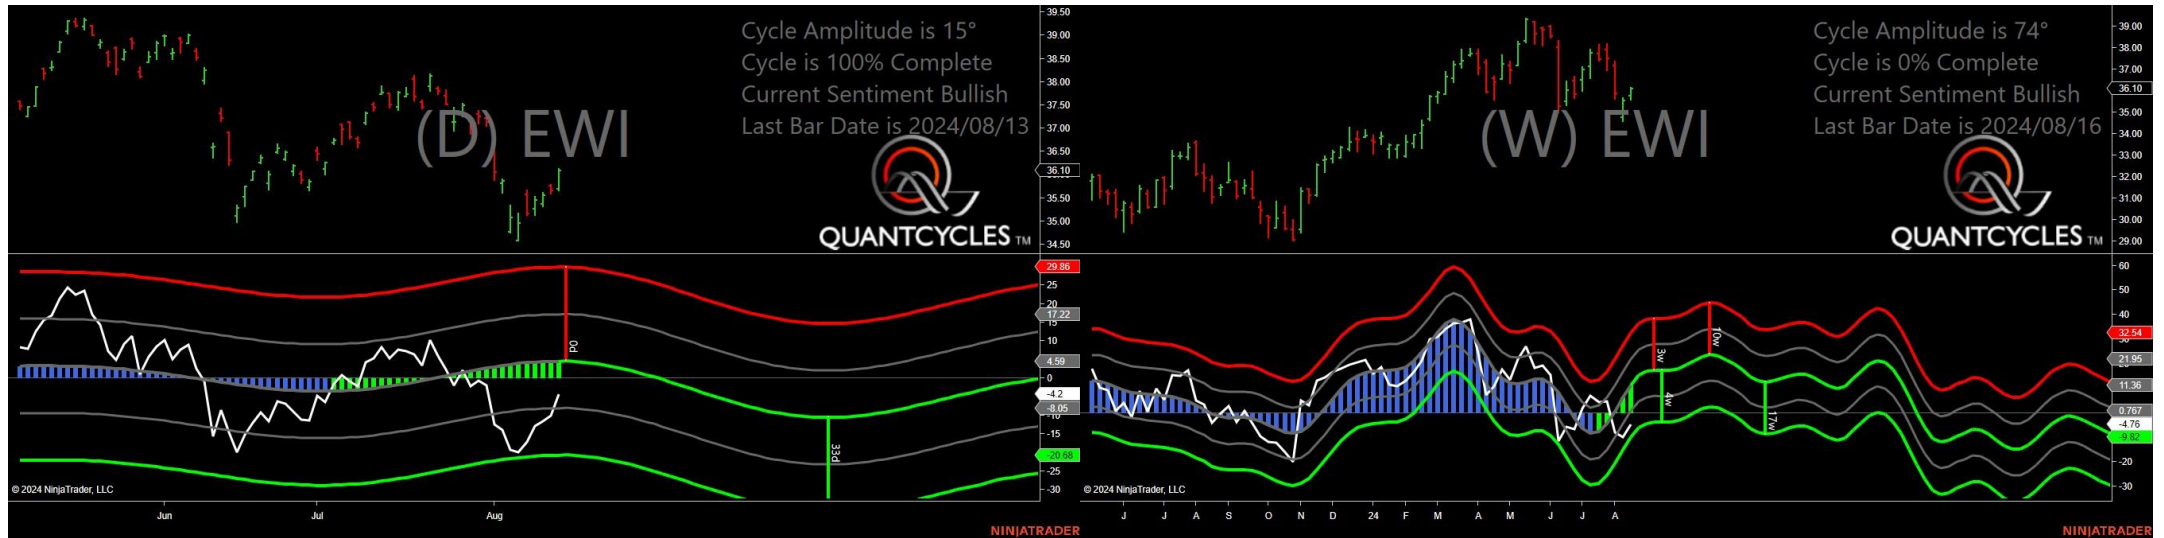 Cycle Amplitude is 15°
Cycle is 100% Complete
Current Sentiment Bullish
Last Bar Date is 2024/08/13
(D) EWI
QUANTCYCLES TM
39.50
39.00
38.50
38.00
37.50
37.00
36.50
36.10
35.50
35.00
34.50
29.86
25
20
17.22
15
10
4.59
0
-4.2
-8.05
-10
-15
-20.68
-25
-30
0d
33d
© 2024 NinjaTrader, LLC
Jun
Jul
Aug
NINJATRADER
Cycle Amplitude is 74°
Cycle is 0% Complete
Current Sentiment Bullish
Last Bar Date is 2024/08/16
(W) EWI
QUANTCYCLES TM
39.00
38.00
37.00
36.10
35.00
34.00
33.00
32.00
31.00
30.00
29.00
60
50
40
32.54
30
21.95
11.36
0.767
-4.76
-9.82
-20
-30
3w
10w
4w
17w
© 2024 NinjaTrader, LLC
J J A S O N D 24 F M A M J J A
NINJATRADER